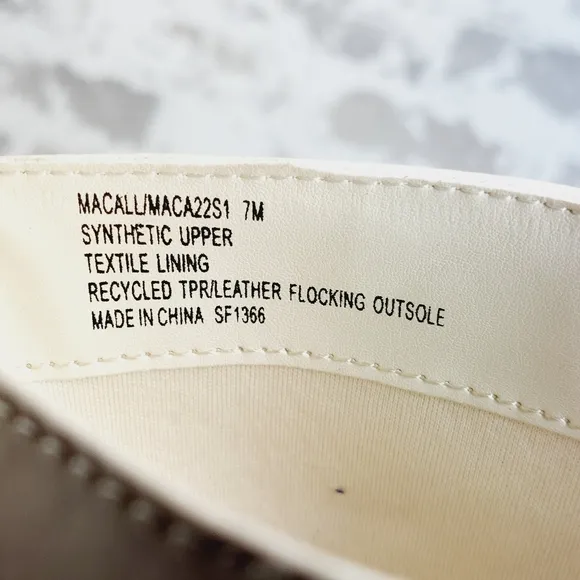 MACALL/MACA22S1 7M
SYNTHETIC UPPER
TEXTILE LINING
RECYCLED TPR/LEATHER FLOCKING OUTSOLE
MADE IN CHINA SF1366